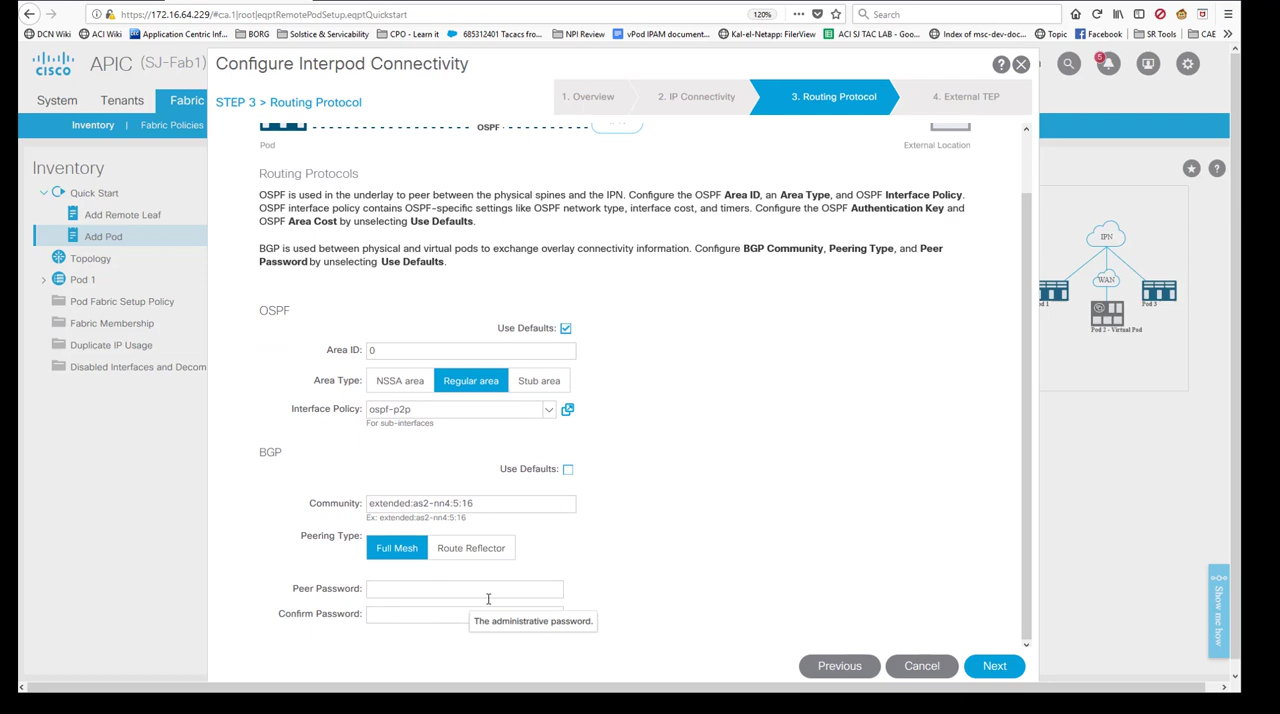 https://172.16.64.229/#ca.1|root|eqptRemotePodSetup,eqptQuickstart
120%
Search
DCN Wiki
ACI Wiki
Application Centric Inf...
BORG
Solstice & Servicability
CPO - Learn it
685312401 Tacacs fro...
NPI Review
vPod IPAM document...
Kal-el-Netapp: FilerView
ACI SJ TAC LAB - Goo...
Index of msc-dev-doc...
Topic
Facebook
SR Tools
CAE
CISCO
APIC
(SJ-Fab1)
5
System
Tenants
Fabric
Inventory | Fabric Policies
Inventory
Quick Start
Add Remote Leaf
Add Pod
Topology
Pod 1
Pod Fabric Setup Policy
Fabric Membership
Duplicate IP Usage
Disabled Interfaces and Decom
Configure Interpod Connectivity
STEP 3 > Routing Protocol
1. Overview
2. IP Connectivity
3. Routing Protocol
4. External TEP
OSPF
Pod
External Location
Routing Protocols
OSPF is used in the underlay to peer between the physical spines and the IPN. Configure the OSPF Area ID, an Area Type, and OSPF Interface Policy.
OSPF interface policy contains OSPF-specific settings like OSPF network type, interface cost, and timers. Configure the OSPF Authentication Key and
OSPF Area Cost by unselecting Use Defaults.
BGP is used between physical and virtual pods to exchange overlay connectivity information. Configure BGP Community, Peering Type, and Peer
Password by unselecting Use Defaults.
OSPF
Use Defaults:
Area ID: 0
Area Type: NSSA area Regular area Stub area
Interface Policy: ospf-p2p
For sub-interfaces
BGP
Use Defaults:
Community: extended:as2-nn4:5:16
Ex: extended:as2-nn4:5:16
Peering Type:
Full Mesh Route Reflector
Peer Password:
Confirm Password:
The administrative password.
Previous
Cancel
Next
IPN
WAN
Pod 3
Pod 2 - Virtual Pod
Show me how